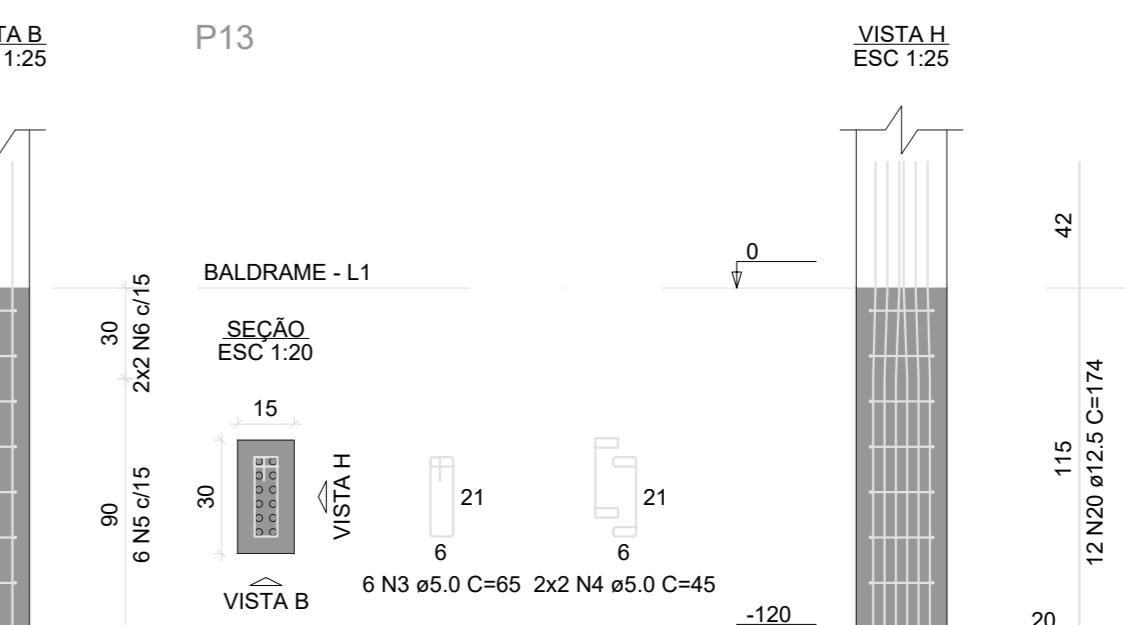 TA B
1:25
P13
VISTA H
ESC 1:25
42
0
BALDRAME - L1
30
2x2 N6 c/15
SEÇÃO
ESC 1:20
15
30
VISTA H
21
6
21
6
115
12 N20 ø12.5 C=174
90
6 N5 c/15
6 N3 ø5.0 C=65
2x2 N4 ø5.0 C=45
VISTA B
-120
20